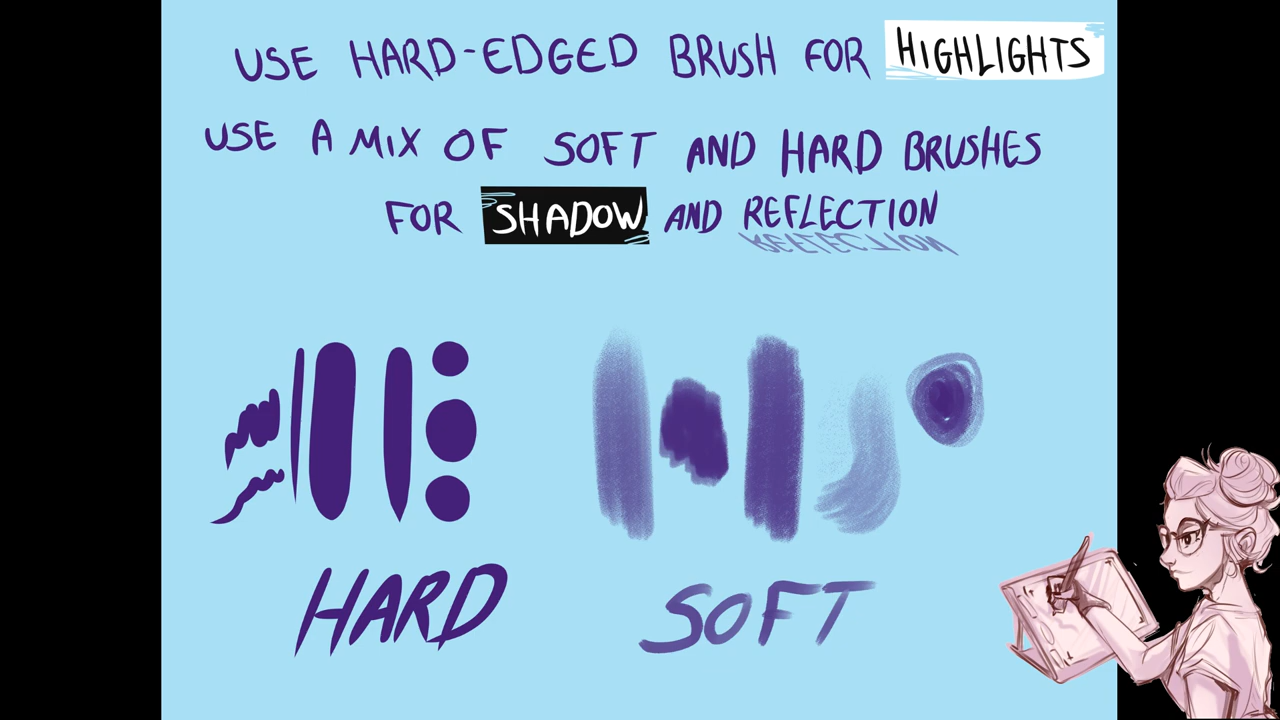 USE HARD-EDGED BRUSH FOR HIGHLIGHTS
USE A MIX OF SOFT AND HARD BRUSHES
FOR SHADOW AND REFLECTION
REFLECTION
HARD
SOFT